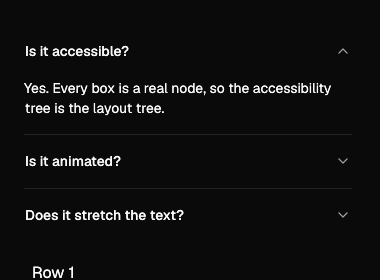 Is it accessible?
Yes. Every box is a real node, so the accessibility
tree is the layout tree.
Is it animated?
Does it stretch the text?
Row 1